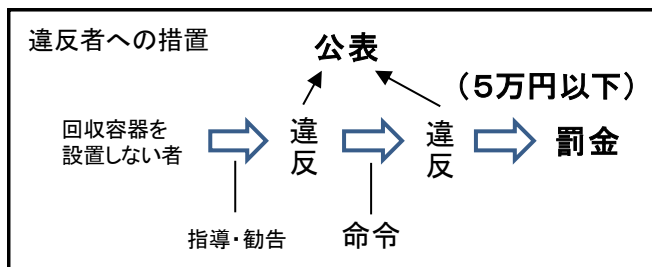 違反者への措置
公表
(5万円以下)
回収容器を
設置しない者
違反
違反
罰金
指導・勧告
命令